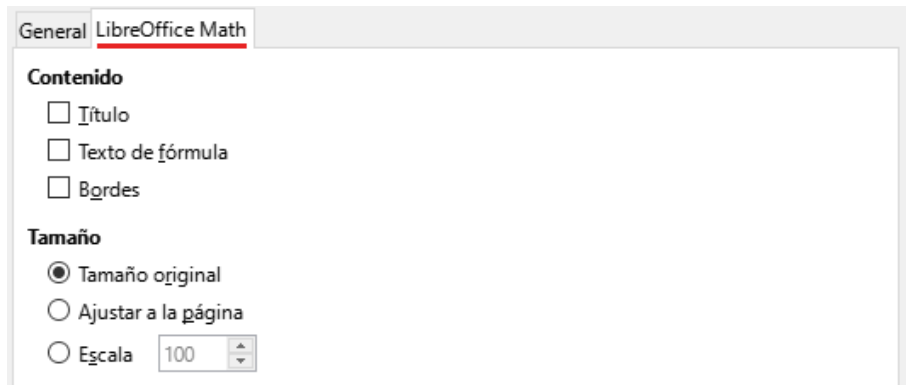 General LibreOffice Math
Contenido
Título
Texto de fórmula
Bordes
Tamaño
Tamaño original
Ajustar a la página
Escala 100